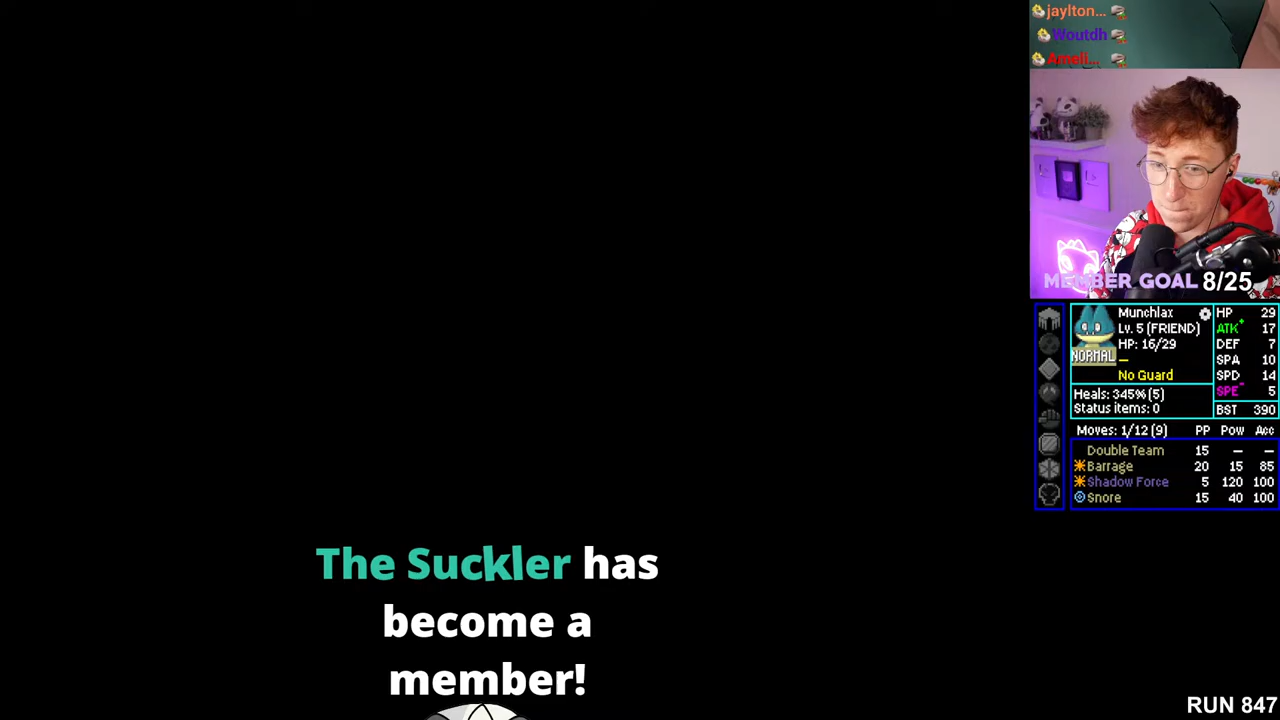 jaylton...
Woutdh
Ameli...
MEMBER GOAL 8/25
Munchlax
Lv. 5 (FRIEND)
HP: 16/29
NORMAL
—
No Guard
HP 29
ATK+ 17
DEF 7
SPA 10
SPD 14
SPE- 5
BST 390
Heals: 345% (5)
Status items: 0
Moves: 1/12 (9) PP Pow Acc
Double Team 15 — —
Barrage 20 15 85
Shadow Force 5 120 100
Snore 15 40 100
The Suckler has
become a
member!
RUN 847